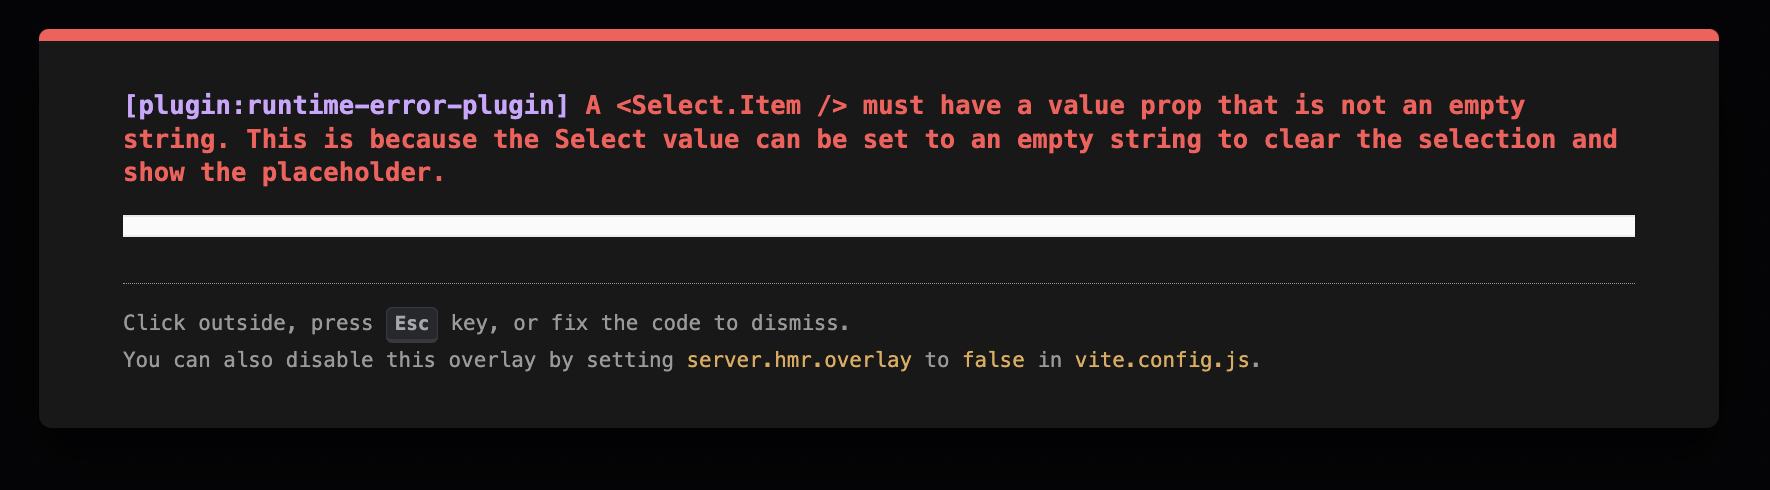 [plugin:runtime-error-plugin] A <Select.Item /> must have a value prop that is not an empty
string. This is because the Select value can be set to an empty string to clear the selection and
show the placeholder.
Click outside, press Esc key, or fix the code to dismiss.
You can also disable this overlay by setting server.hmr.overlay to false in vite.config.js.